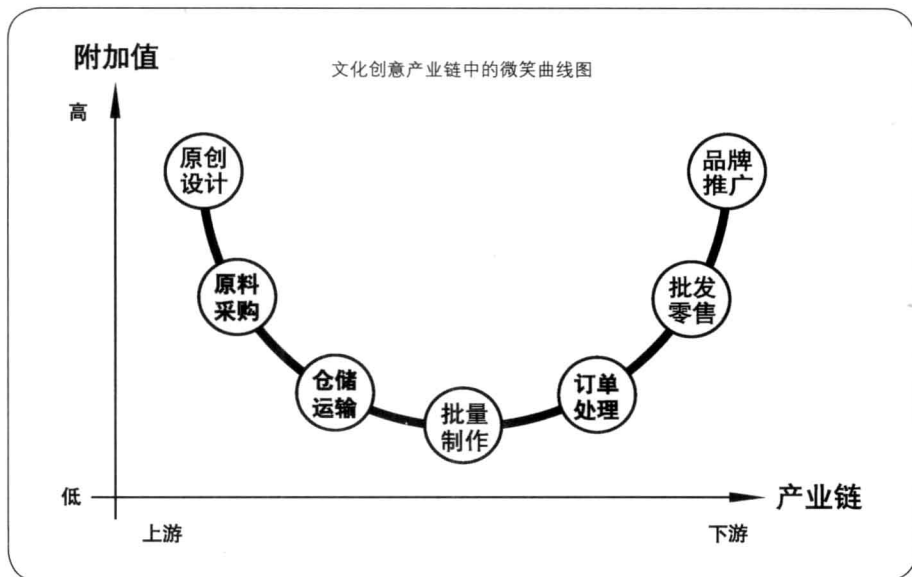 附加值
文化创意产业链中的微笑曲线图
高
原创
设计
品牌
推广
原料
采购
批发
零售
仓储
运输
批量
制作
订单
处理
低
产业链
上游
下游